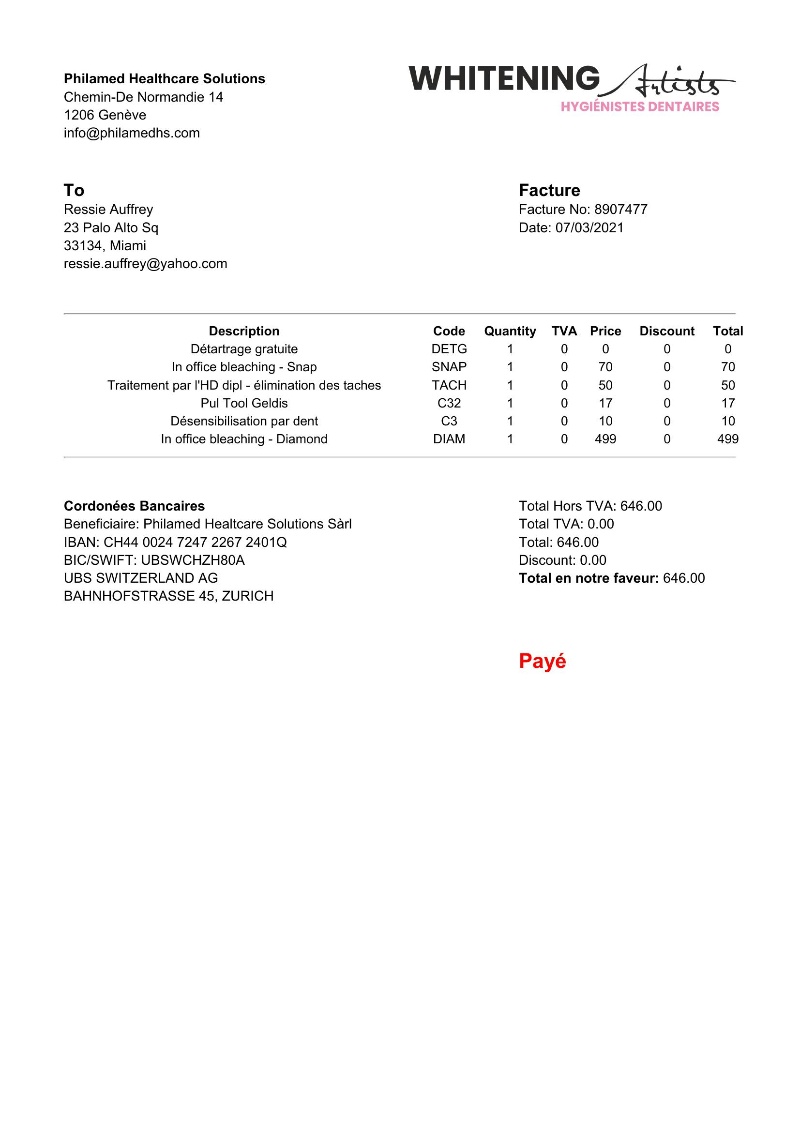 Philamed Healthcare Solutions
Chemin-De Normandie 14
1206 Genève
info@philamedhs.com
WHITENING Artists
HYGIÉNISTES DENTAIRES
To
Ressie Auffrey
23 Palo Alto Sq
33134, Miami
ressie.auffrey@yahoo.com
Facture
Facture No: 8907477
Date: 07/03/2021
Description Code Quantity TVA Price Discount Total
Détartrage gratuite DETG 1 0 0 0 0
In office bleaching - Snap SNAP 1 0 70 0 70
Traitement par l'HD dipl - élimination des taches TACH 1 0 50 0 50
Pul Tool Geldis C32 1 0 17 0 17
Désensibilisation par dent C3 1 0 10 0 10
In office bleaching - Diamond DIAM 1 0 499 0 499
Cordonées Bancaires
Beneficiaire: Philamed Healtcare Solutions Sàrl
IBAN: CH44 0024 7247 2267 2401Q
BIC/SWIFT: UBSWCHZH80A
UBS SWITZERLAND AG
BAHNHOFSTRASSE 45, ZURICH
Total Hors TVA: 646.00
Total TVA: 0.00
Total: 646.00
Discount: 0.00
Total en notre faveur: 646.00
Payé